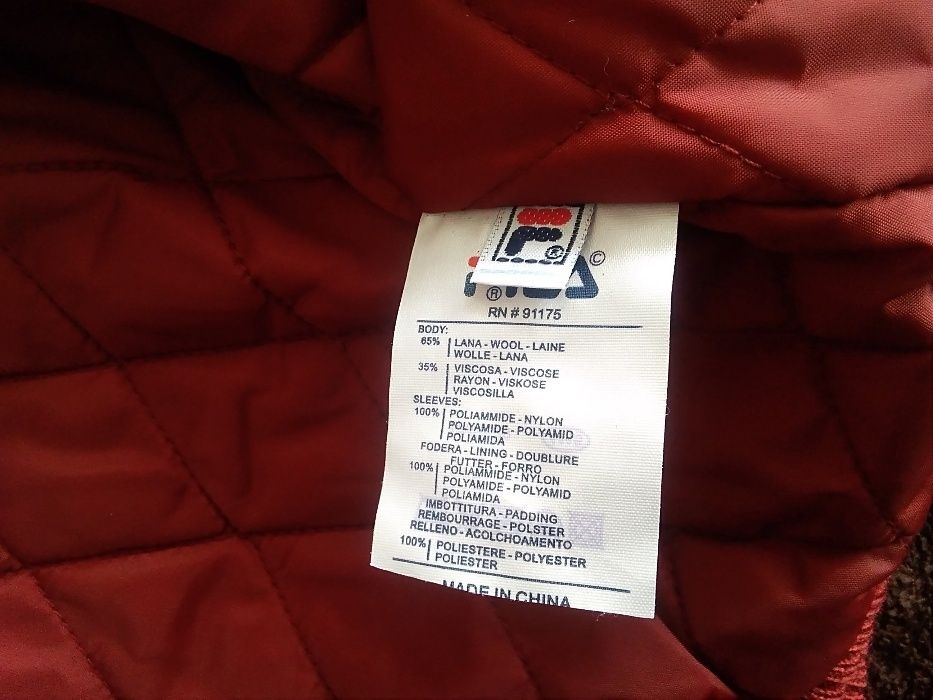 ®
FILA ©
®
RN # 91175
BODY:
65% LANA - WOOL - LAINE
WOLLE - LANA
35% VISCOSA - VISCOSE
RAYON - VISKOSE
VISCOSILLA
SLEEVES:
100% POLIAMMIDE - NYLON
POLYAMIDE - POLYAMID
POLIAMIDA
FODERA - LINING - DOUBLURE
FUTTER - FORRO
100% POLIAMMIDE - NYLON
POLYAMIDE - POLYAMID
POLIAMIDA
IMBOTTITURA - PADDING
REMBOURRAGE - POLSTER
RELLENO - ACOLCHOAMENTO
100% POLIESTERE - POLYESTER
POLIESTER
MADE IN CHINA